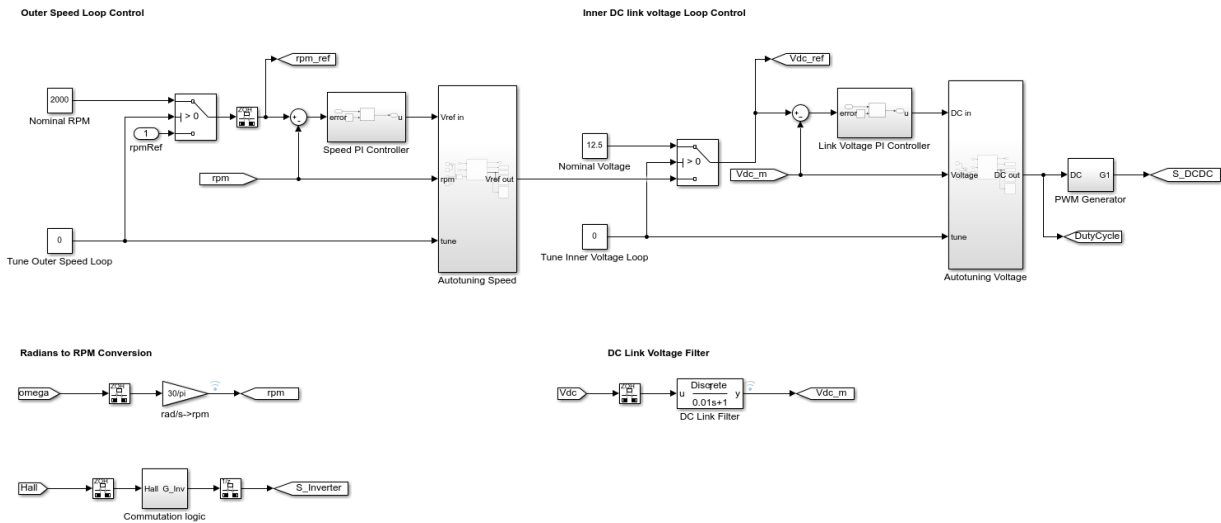 Outer Speed Loop Control
rpm_ref
2000
Nominal RPM
> 0
1
rpmRef
ZOH
+
-
error
u
Speed PI Controller
rpm
Vref in
rpm
Vref out
tune
Autotuning Speed
0
Tune Outer Speed Loop
Inner DC link voltage Loop Control
Vdc_ref
12.5
Nominal Voltage
> 0
Vdc_m
+
-
error
u
Link Voltage PI Controller
DC in
Voltage
DC out
tune
Autotuning Voltage
0
Tune Inner Voltage Loop
DC
G1
PWM Generator
S_DCDC
DutyCycle
Radians to RPM Conversion
omega
ZOH
30/pi
rad/s->rpm
rpm
DC Link Voltage Filter
Vdc
ZOH
Discrete
u
y
0.01s+1
DC Link Filter
Vdc_m
Hall
ZOH
Hall
G_Inv
Commutation logic
1/z
S_Inverter